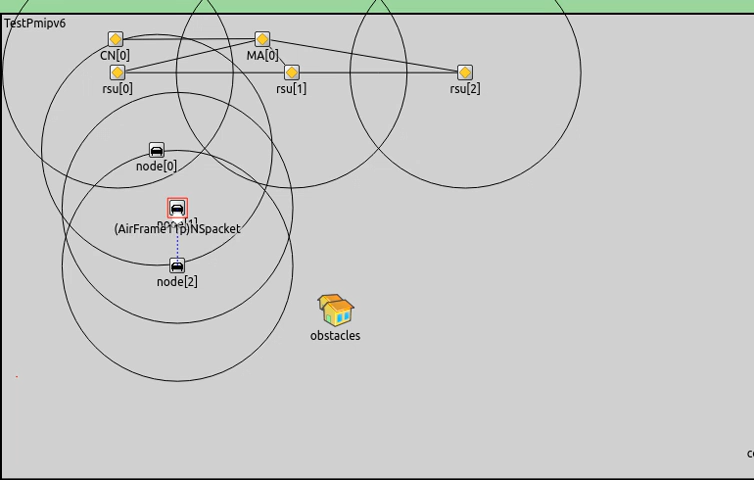 TestPmipv6
CN[0]
MA[0]
rsu[0]
rsu[1]
rsu[2]
node[0]
(AirFrame11p)NSpacket
node[2]
obstacles